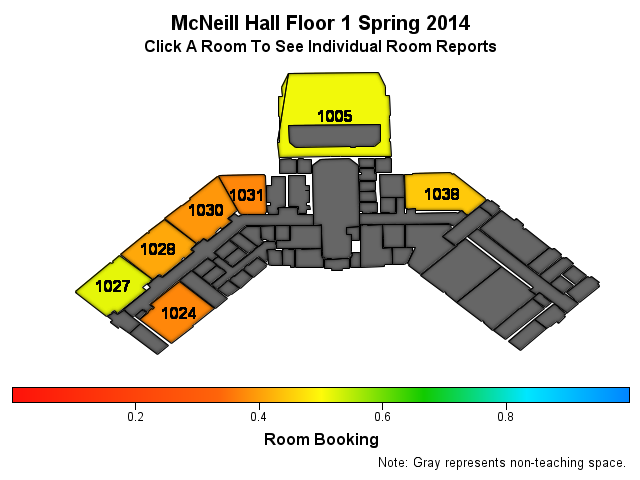 McNeill Hall Floor 1 Spring 2014
Click A Room To See Individual Room Reports
1005
1031
1038
1030
1028
1027
1024
0.2 0.4 0.6 0.8
Room Booking
Note: Gray represents non-teaching space.